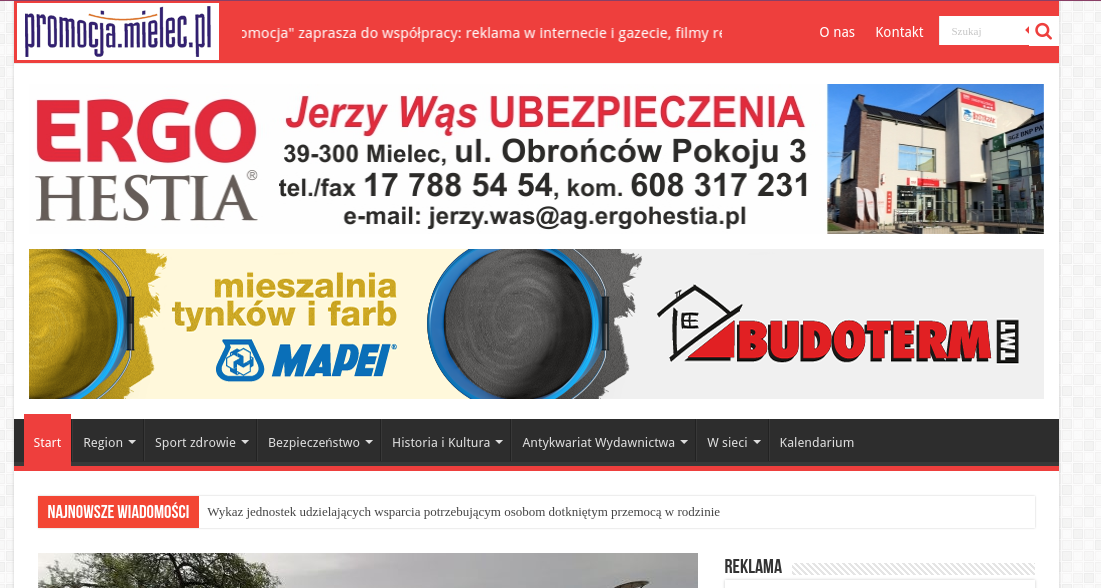 promocja.mielec.pl
omocja" zaprasza do współpracy: reklama w internecie i gazecie, filmy re
O nas Kontakt Szukaj
ERGO
HESTIA®
Jerzy Wąs UBEZPIECZENIA
39-300 Mielec, ul. Obrońców Pokoju 3
tel./fax 17 788 54 54, kom. 608 317 231
e-mail: jerzy.was@ag.ergohestia.pl
mieszalnia
tynków i farb
MAPEI®
BUDOTERM
Start Region Sport zdrowie Bezpieczeństwo Historia i Kultura Antykwariat Wydawnictwa W sieci Kalendarium
NAJNOWSZE WIADOMOŚCI Wykaz jednostek udzielających wsparcia potrzebującym osobom dotkniętym przemocą w rodzinie
REKLAMA